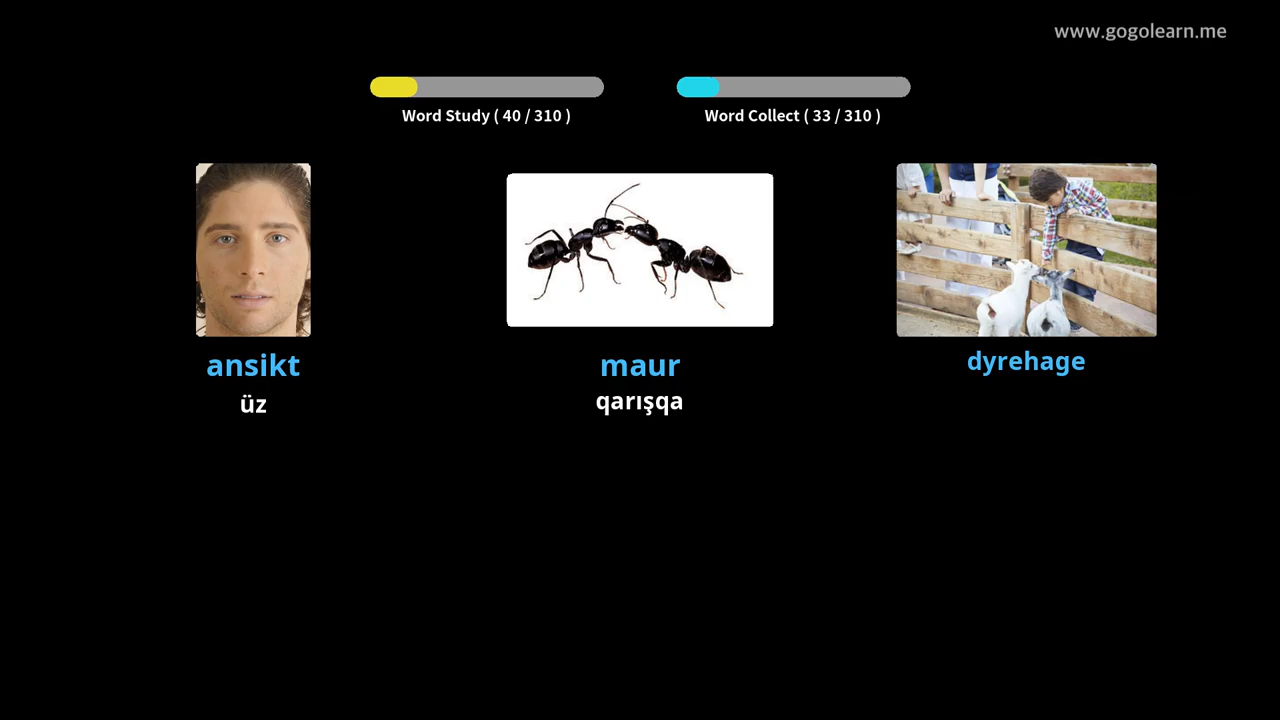 www.gogolearn.me
Word Study ( 40 / 310 )
Word Collect ( 33 / 310 )
ansikt
üz
maur
qarışqa
dyrehage